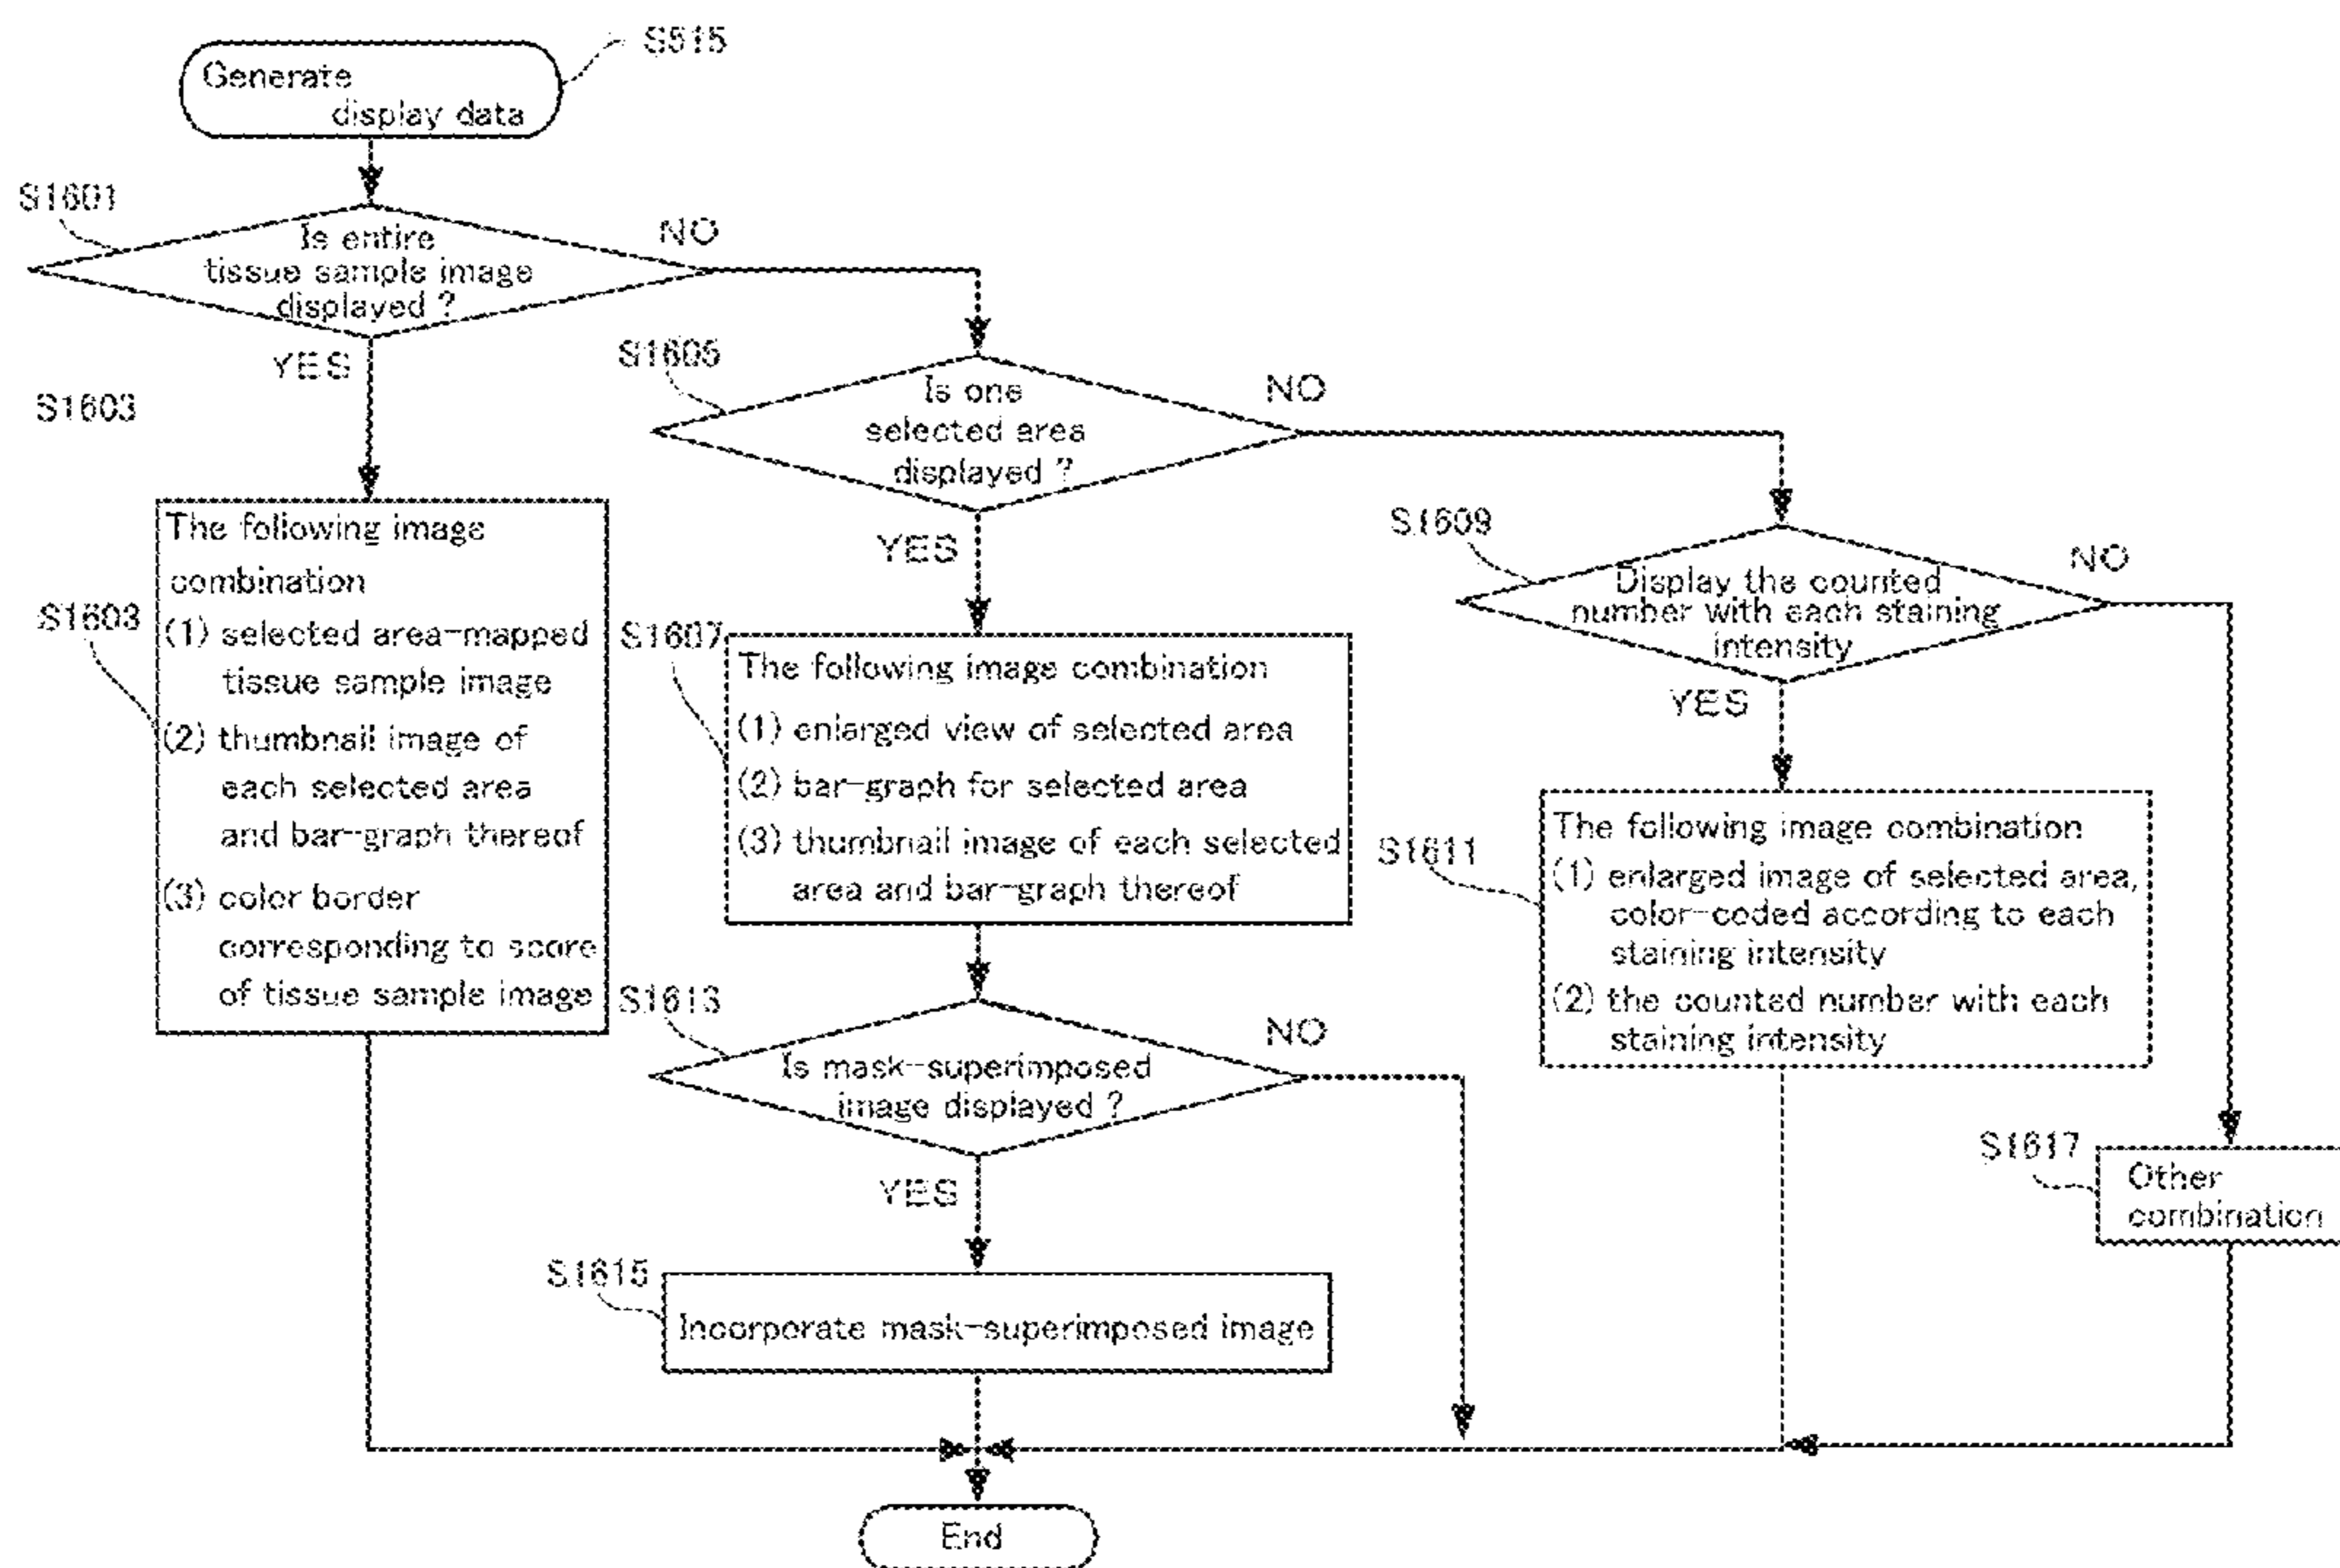 Generate
display data
S515
S1601
Is entire
tissue sample image
displayed ?
NO
YES
S1603
S1605
Is one
selected area
displayed ?
NO
YES
S1603
The following image
combination
(1) selected area-mapped
tissue sample image
(2) thumbnail image of
each selected area
and bar-graph thereof
(3) color border
corresponding to score
of tissue sample image
S1607
The following image combination
(1) enlarged view of selected area
(2) bar-graph for selected area
(3) thumbnail image of each selected
area and bar-graph thereof
S1609
Display the counted
number with each staining
intensity
NO
YES
S1611
The following image combination
(1) enlarged image of selected area,
color-coded according to each
staining intensity
(2) the counted number with each
staining intensity
S1613
Is mask-superimposed
image displayed ?
NO
YES
S1617
Other
combination
S1615
Incorporate mask-superimposed image
End